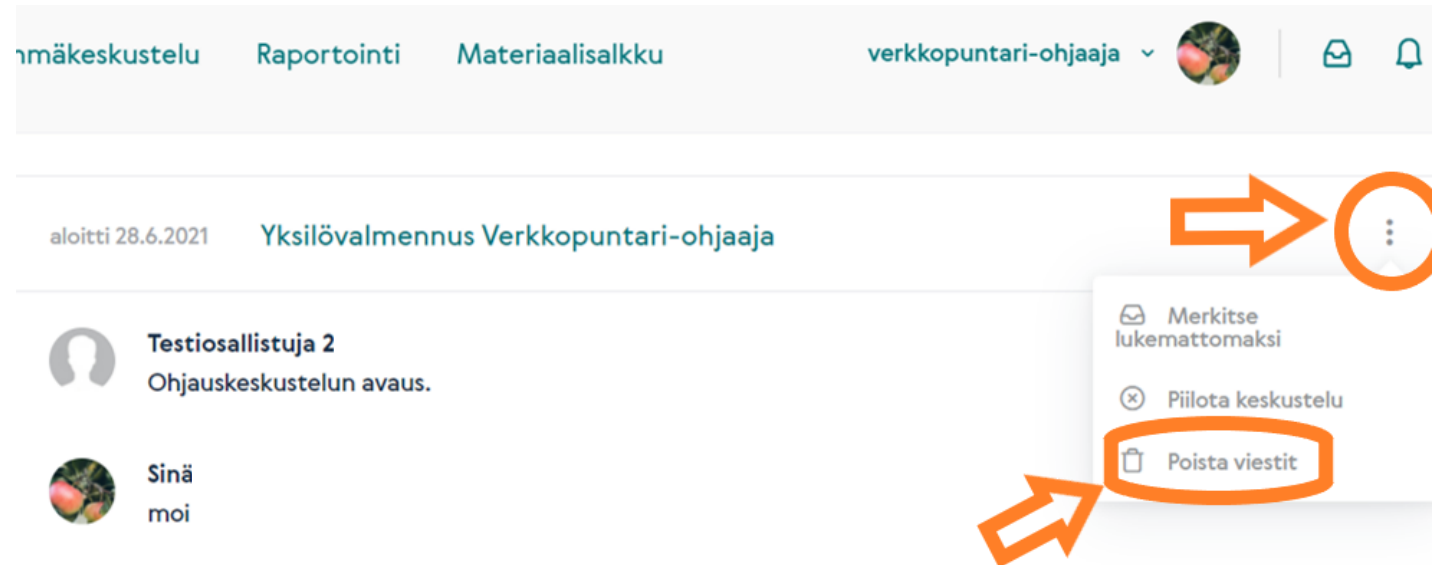 nmäkeskustelu Raportointi Materiaalisalkku verkkopuntari-ohjaaja
aloitti 28.6.2021 Yksilövalmennus Verkkopuntari-ohjaaja
Merkitse
lukemattomaksi
Testiosallistuja 2
Ohjauskeskustelun avaus.
Piilota keskustelu
Poista viestit
Sinä
moi